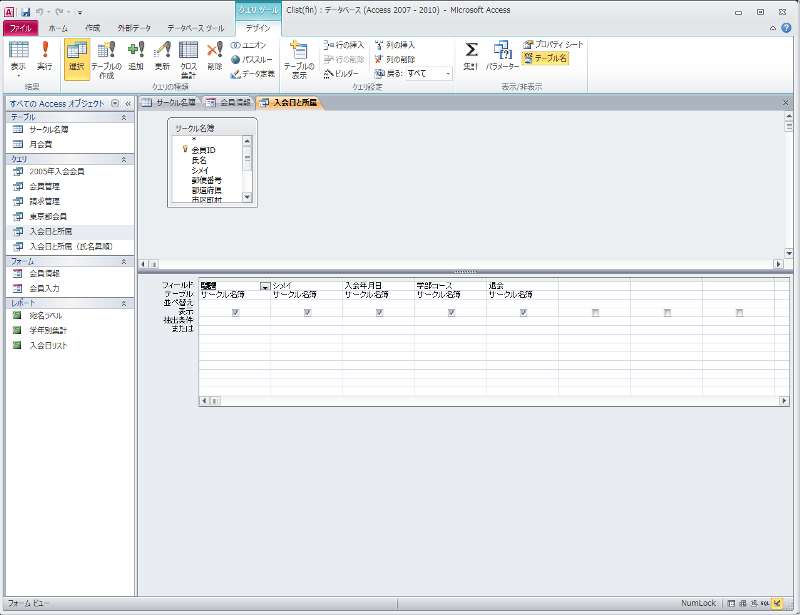 クエリ ツール
Clist(fin) : データベース (Access 2007 - 2010) - Microsoft Access
ファイル ホーム 作成 外部データ データベース ツール デザイン
表示 実行 選択 テーブルの作成 追加 更新 クロス集計 削除 ユニオン パススルー データ定義
テーブルの表示 行の挿入 行の削除 ビルダー 列の挿入 列の削除 戻る: すべて
集計 パラメーター プロパティ シート テーブル名
結果 クエリの種類 クエリ設定 表示/非表示
すべての Access オブジェクト
テーブル
サークル名簿
月会費
クエリ
2005年入会会員
会員管理
請求管理
東京都会員
入会日と所属
入会日と所属（氏名昇順）
フォーム
会員情報
会員入力
レポート
宛名ラベル
学年別集計
入会日リスト
サークル名簿 会員情報 入会日と所属
サークル名簿
*
会員ID
氏名
シメイ
郵便番号
都道府県
市区町村
フィールド: シメイ 入会年月日 学部コース 退会
テーブル: サークル名簿 サークル名簿 サークル名簿 サークル名簿 サークル名簿
並べ替え:
表示:
抽出条件:
または:
フォーム ビュー NumLock SQL